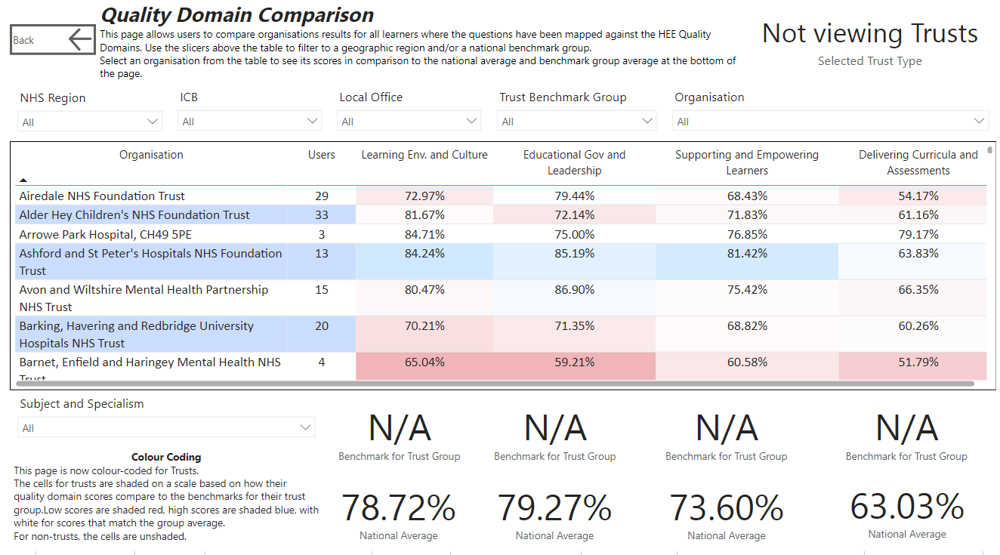 Quality Domain Comparison
Back
This page allows users to compare organisations results for all learners where the questions have been mapped against the HEE Quality
Domains. Use the slicers above the table to filter to a geographic region and/or a national benchmark group.
Select an organisation from the table to see its scores in comparison to the national average and benchmark group average at the bottom of
the page.
Not viewing Trusts
Selected Trust Type
NHS Region ICB Local Office Trust Benchmark Group Organisation
All All All All All
Organisation Users Learning Env. and Culture Educational Gov and Supporting and Empowering Delivering Curricula and
Leadership Learners Assessments
Airedale NHS Foundation Trust 29 72.97% 79.44% 68.43% 54.17%
Alder Hey Children's NHS Foundation Trust 33 81.67% 72.14% 71.83% 61.16%
Arrowe Park Hospital, CH49 5PE 3 84.71% 75.00% 76.85% 79.17%
Ashford and St Peter's Hospitals NHS Foundation 13 84.24% 85.19% 81.42% 63.83%
Trust
Avon and Wiltshire Mental Health Partnership 15 80.47% 86.90% 75.42% 66.35%
NHS Trust
Barking, Havering and Redbridge University 20 70.21% 71.35% 68.82% 60.26%
Hospitals NHS Trust
Barnet, Enfield and Haringey Mental Health NHS 4 65.04% 59.21% 60.58% 51.79%
Trust
Subject and Specialism
All
N/A N/A N/A N/A
Benchmark for Trust Group Benchmark for Trust Group Benchmark for Trust Group Benchmark for Trust Group
Colour Coding
This page is now colour-coded for Trusts.
The cells for trusts are shaded on a scale based on how their
quality domain scores compare to the benchmarks for their trust
group.Low scores are shaded red, high scores are shaded blue, with
white for scores that match the group average.
For non-trusts, the cells are unshaded.
78.72% 79.27% 73.60% 63.03%
National Average National Average National Average National Average